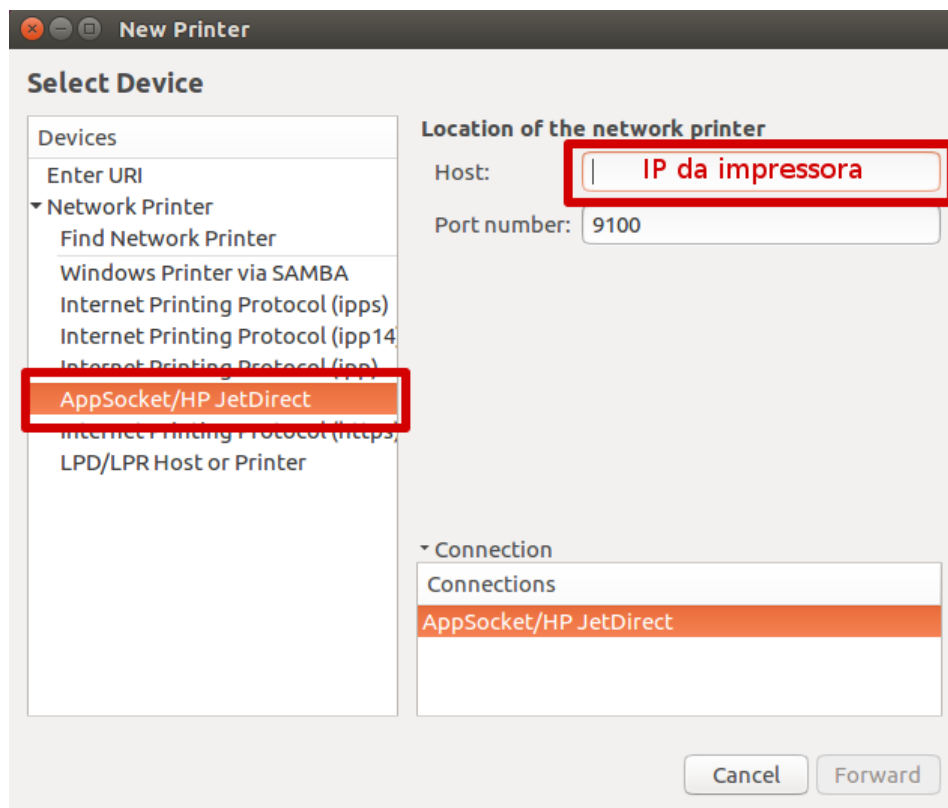 New Printer
Select Device
Devices
Enter URI
Network Printer
Find Network Printer
Windows Printer via SAMBA
Internet Printing Protocol (ipps)
Internet Printing Protocol (ipp14
Internet Printing Protocol (ipp)
AppSocket/HP JetDirect
Internet Printing Protocol (https)
LPD/LPR Host or Printer
Location of the network printer
Host: IP da impressora
Port number: 9100
Connection
Connections
AppSocket/HP JetDirect
Cancel Forward